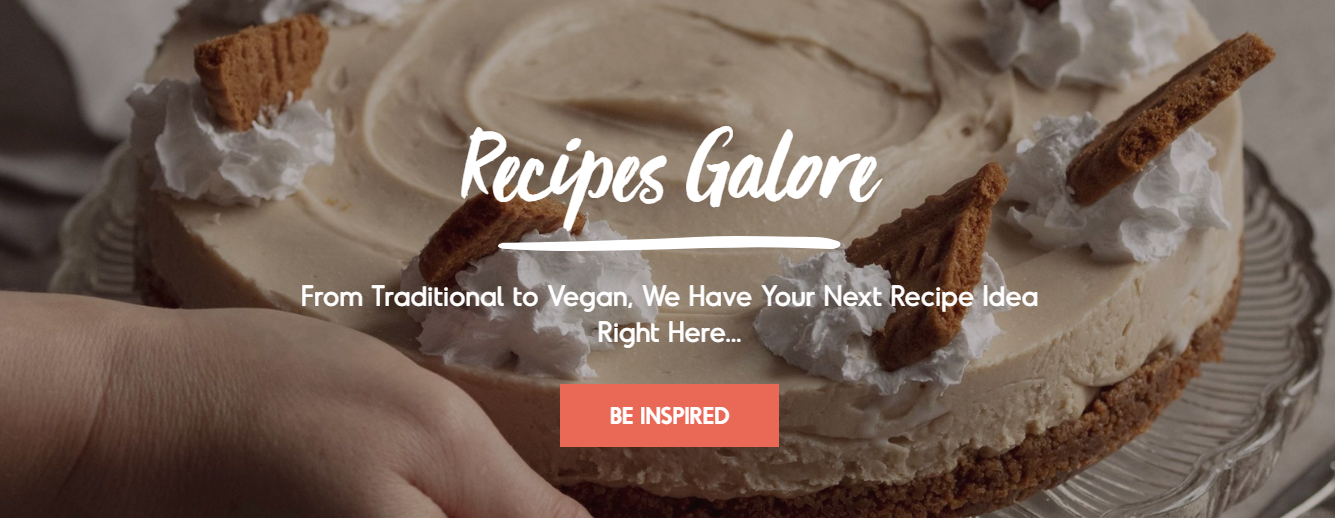 Recipes Galore
From Traditional to Vegan, We Have Your Next Recipe Idea
Right Here...
BE INSPIRED